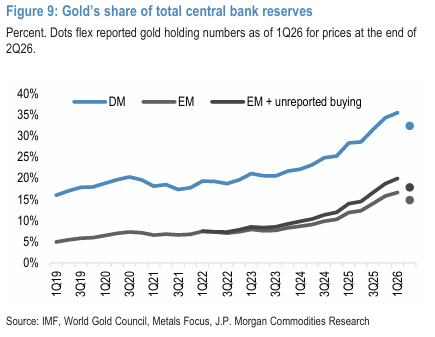 Figure 9: Gold's share of total central bank reserves
Percent. Dots flex reported gold holding numbers as of 1Q26 for prices at the end of
2Q26.
DM
EM
EM + unreported buying
40%
35%
30%
25%
20%
15%
10%
5%
0%
1Q19
3Q19
1Q20
3Q20
1Q21
3Q21
1Q22
3Q22
1Q23
3Q23
1Q24
3Q24
1Q25
3Q25
1Q26
Source: IMF, World Gold Council, Metals Focus, J.P. Morgan Commodities Research